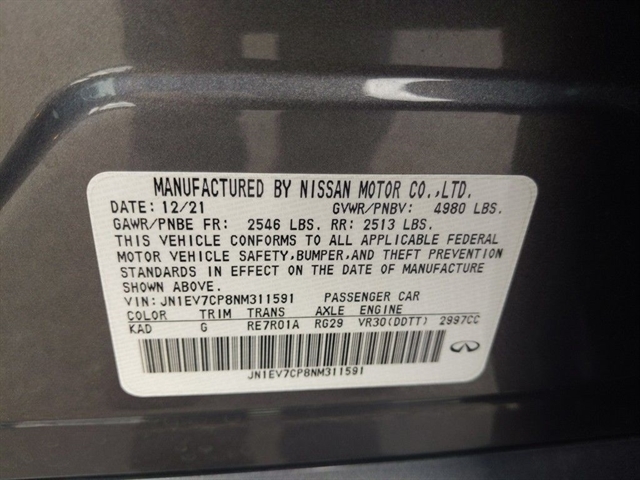 MANUFACTURED BY NISSAN MOTOR CO.,LTD.
DATE: 12/21 GVWR/PNBV: 4980 LBS.
GAWR/PNBE FR: 2546 LBS. RR: 2513 LBS.
THIS VEHICLE CONFORMS TO ALL APPLICABLE FEDERAL
MOTOR VEHICLE SAFETY,BUMPER,AND THEFT PREVENTION
STANDARDS IN EFFECT ON THE DATE OF MANUFACTURE
SHOWN ABOVE.
VIN: JN1EV7CP8NM311591 PASSENGER CAR
COLOR TRIM TRANS AXLE ENGINE
KAD G RE7R01A RG29 VR30(DDTT) 2997CC
JN1EV7CP8NM311591